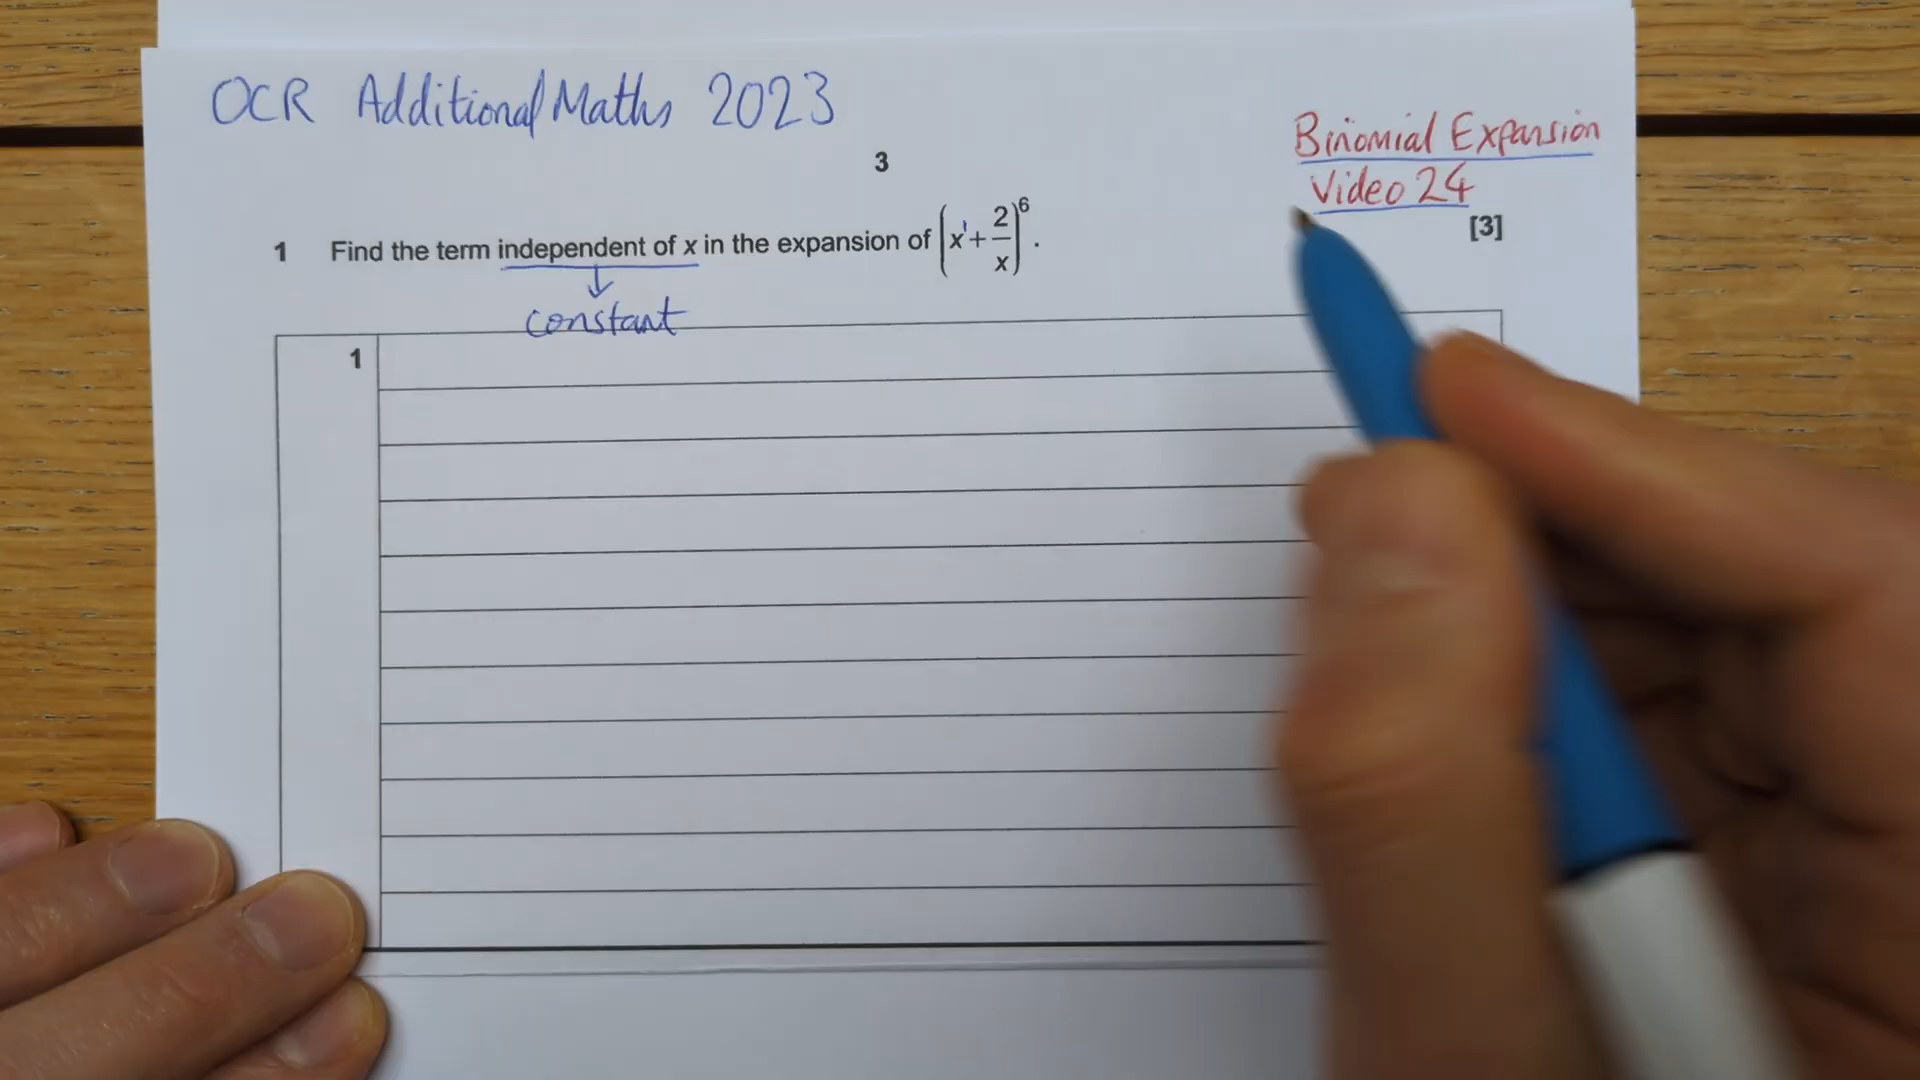 OCR Additional Maths 2023
Binomial Expansion
Video 24
3
[3]
1 Find the term independent of x in the expansion of (x¹ + 2/x)⁶.
constant
1